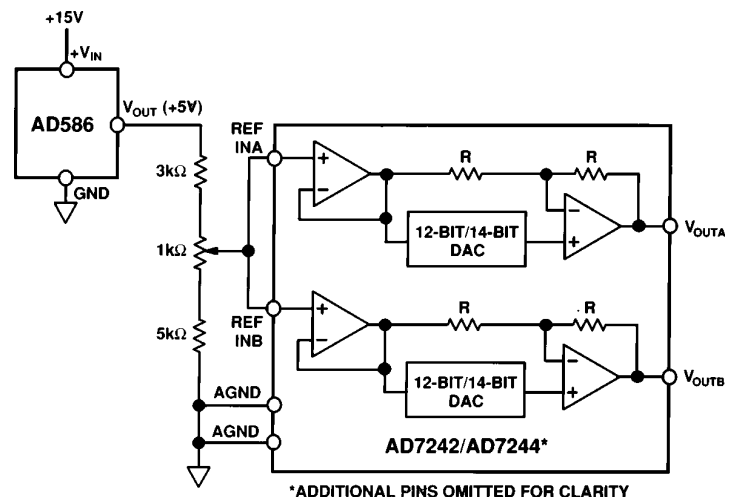 +15V
+VIN
AD586
VOUT (+5V)
GND
3kΩ
1kΩ
5kΩ
REF
INA
R
R
12-BIT/14-BIT
DAC
VOUTA
REF
INB
R
R
12-BIT/14-BIT
DAC
VOUTB
AGND
AGND
AD7242/AD7244*
*ADDITIONAL PINS OMITTED FOR CLARITY